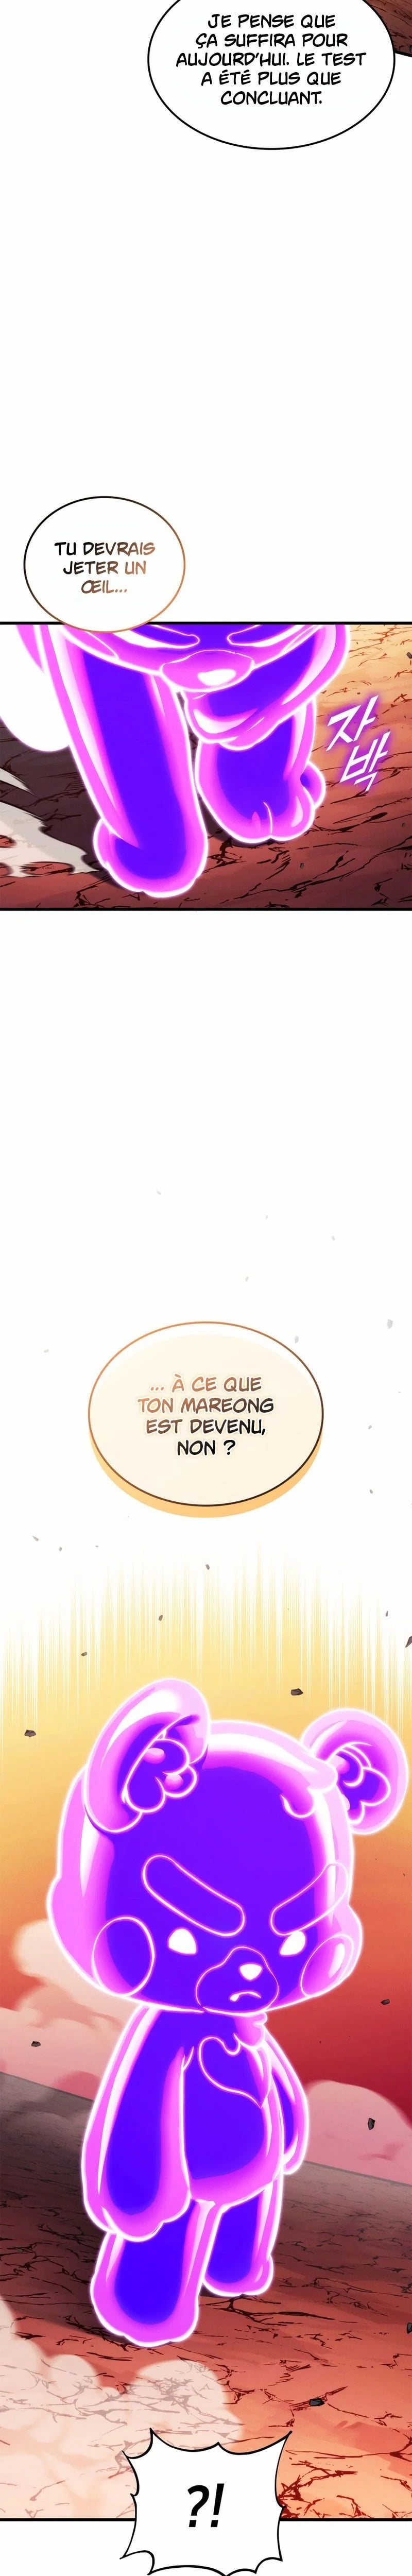 JE PENSE QUE
ÇA SUFFIRA POUR
AUJOURD'HUI. LE TEST
A ÉTÉ PLUS QUE
CONCLUANT.
TU DEVRAIS
JETER UN
ŒIL...
자
박
... À CE QUE
TON MAREONG
EST DEVENU,
NON ?
?!